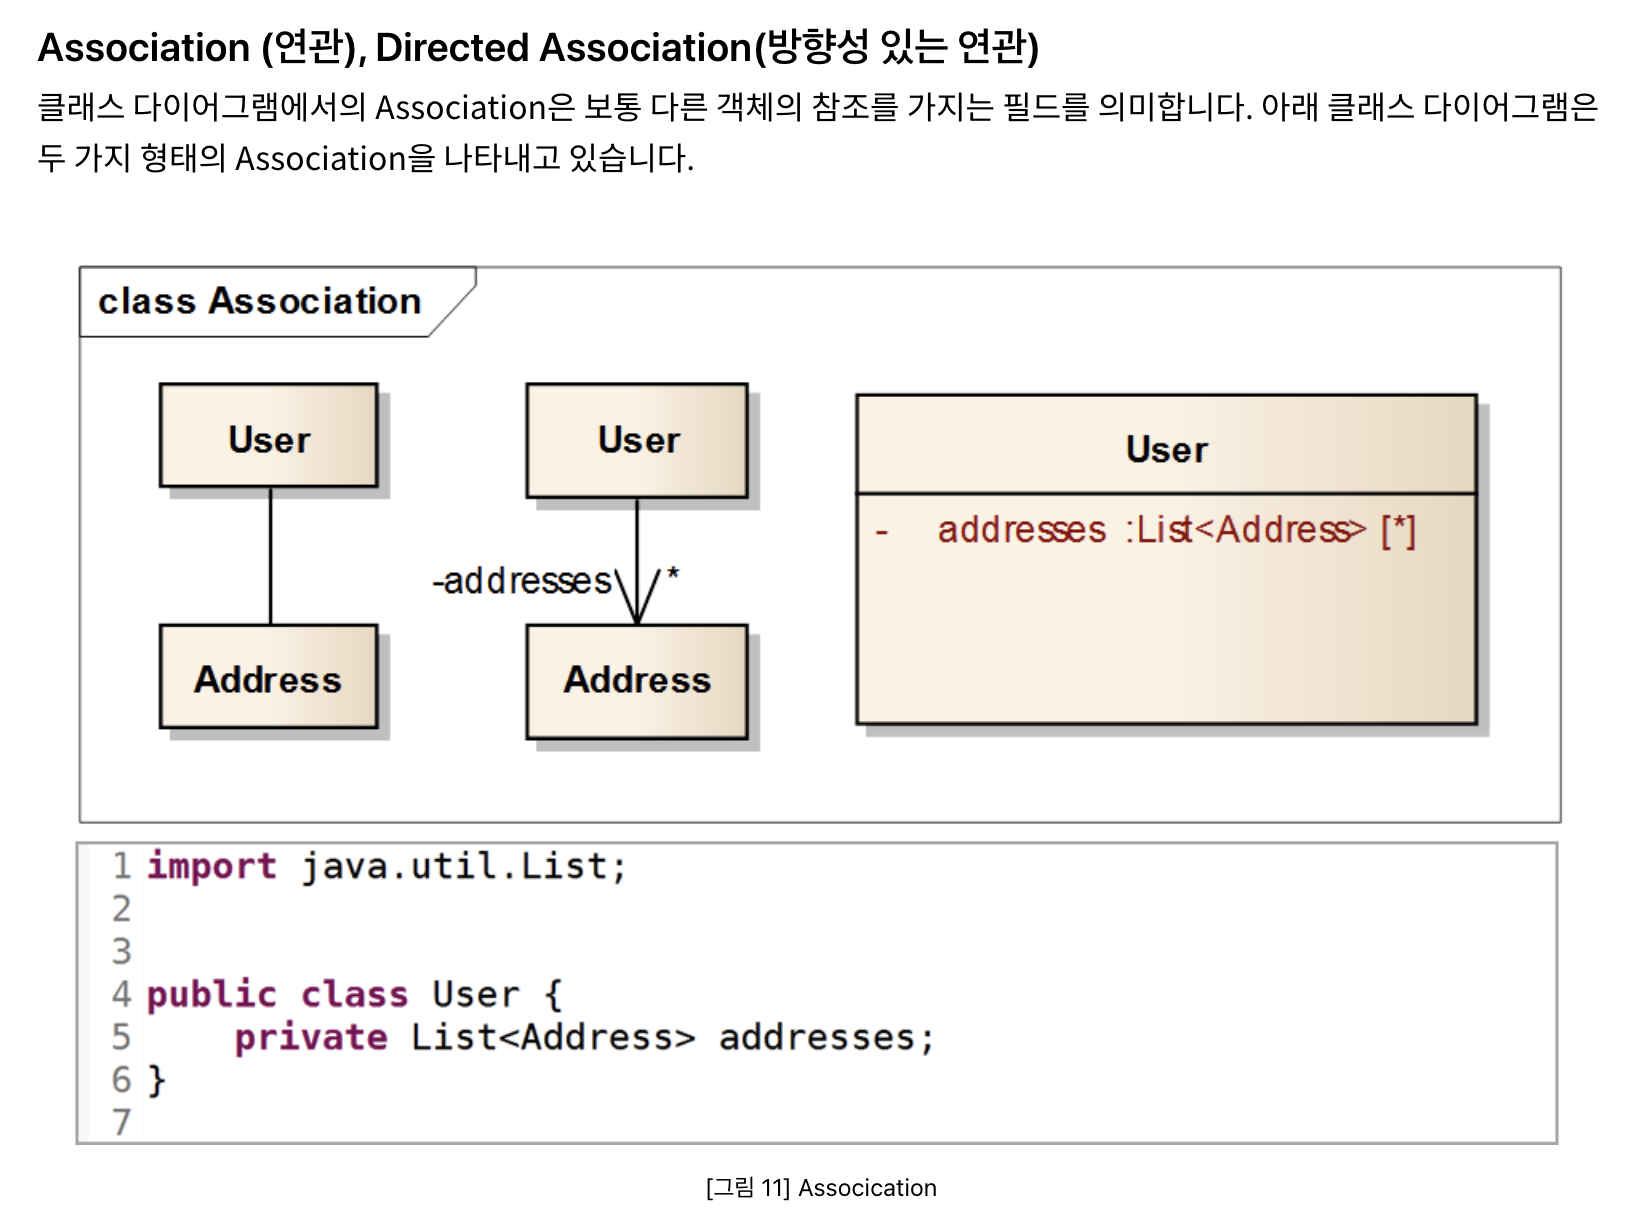 Association (연관), Directed Association(방향성 있는 연관)
클래스 다이어그램에서의 Association은 보통 다른 객체의 참조를 가지는 필드를 의미합니다. 아래 클래스 다이어그램은
두 가지 형태의 Association을 나타내고 있습니다.
class Association
User
Address
User
-addresses
*
Address
User
- addresses :List<Address> [*]
1 import java.util.List;
2
3
4 public class User {
5 private List<Address> addresses;
6 }
7
[그림 11] Assocication